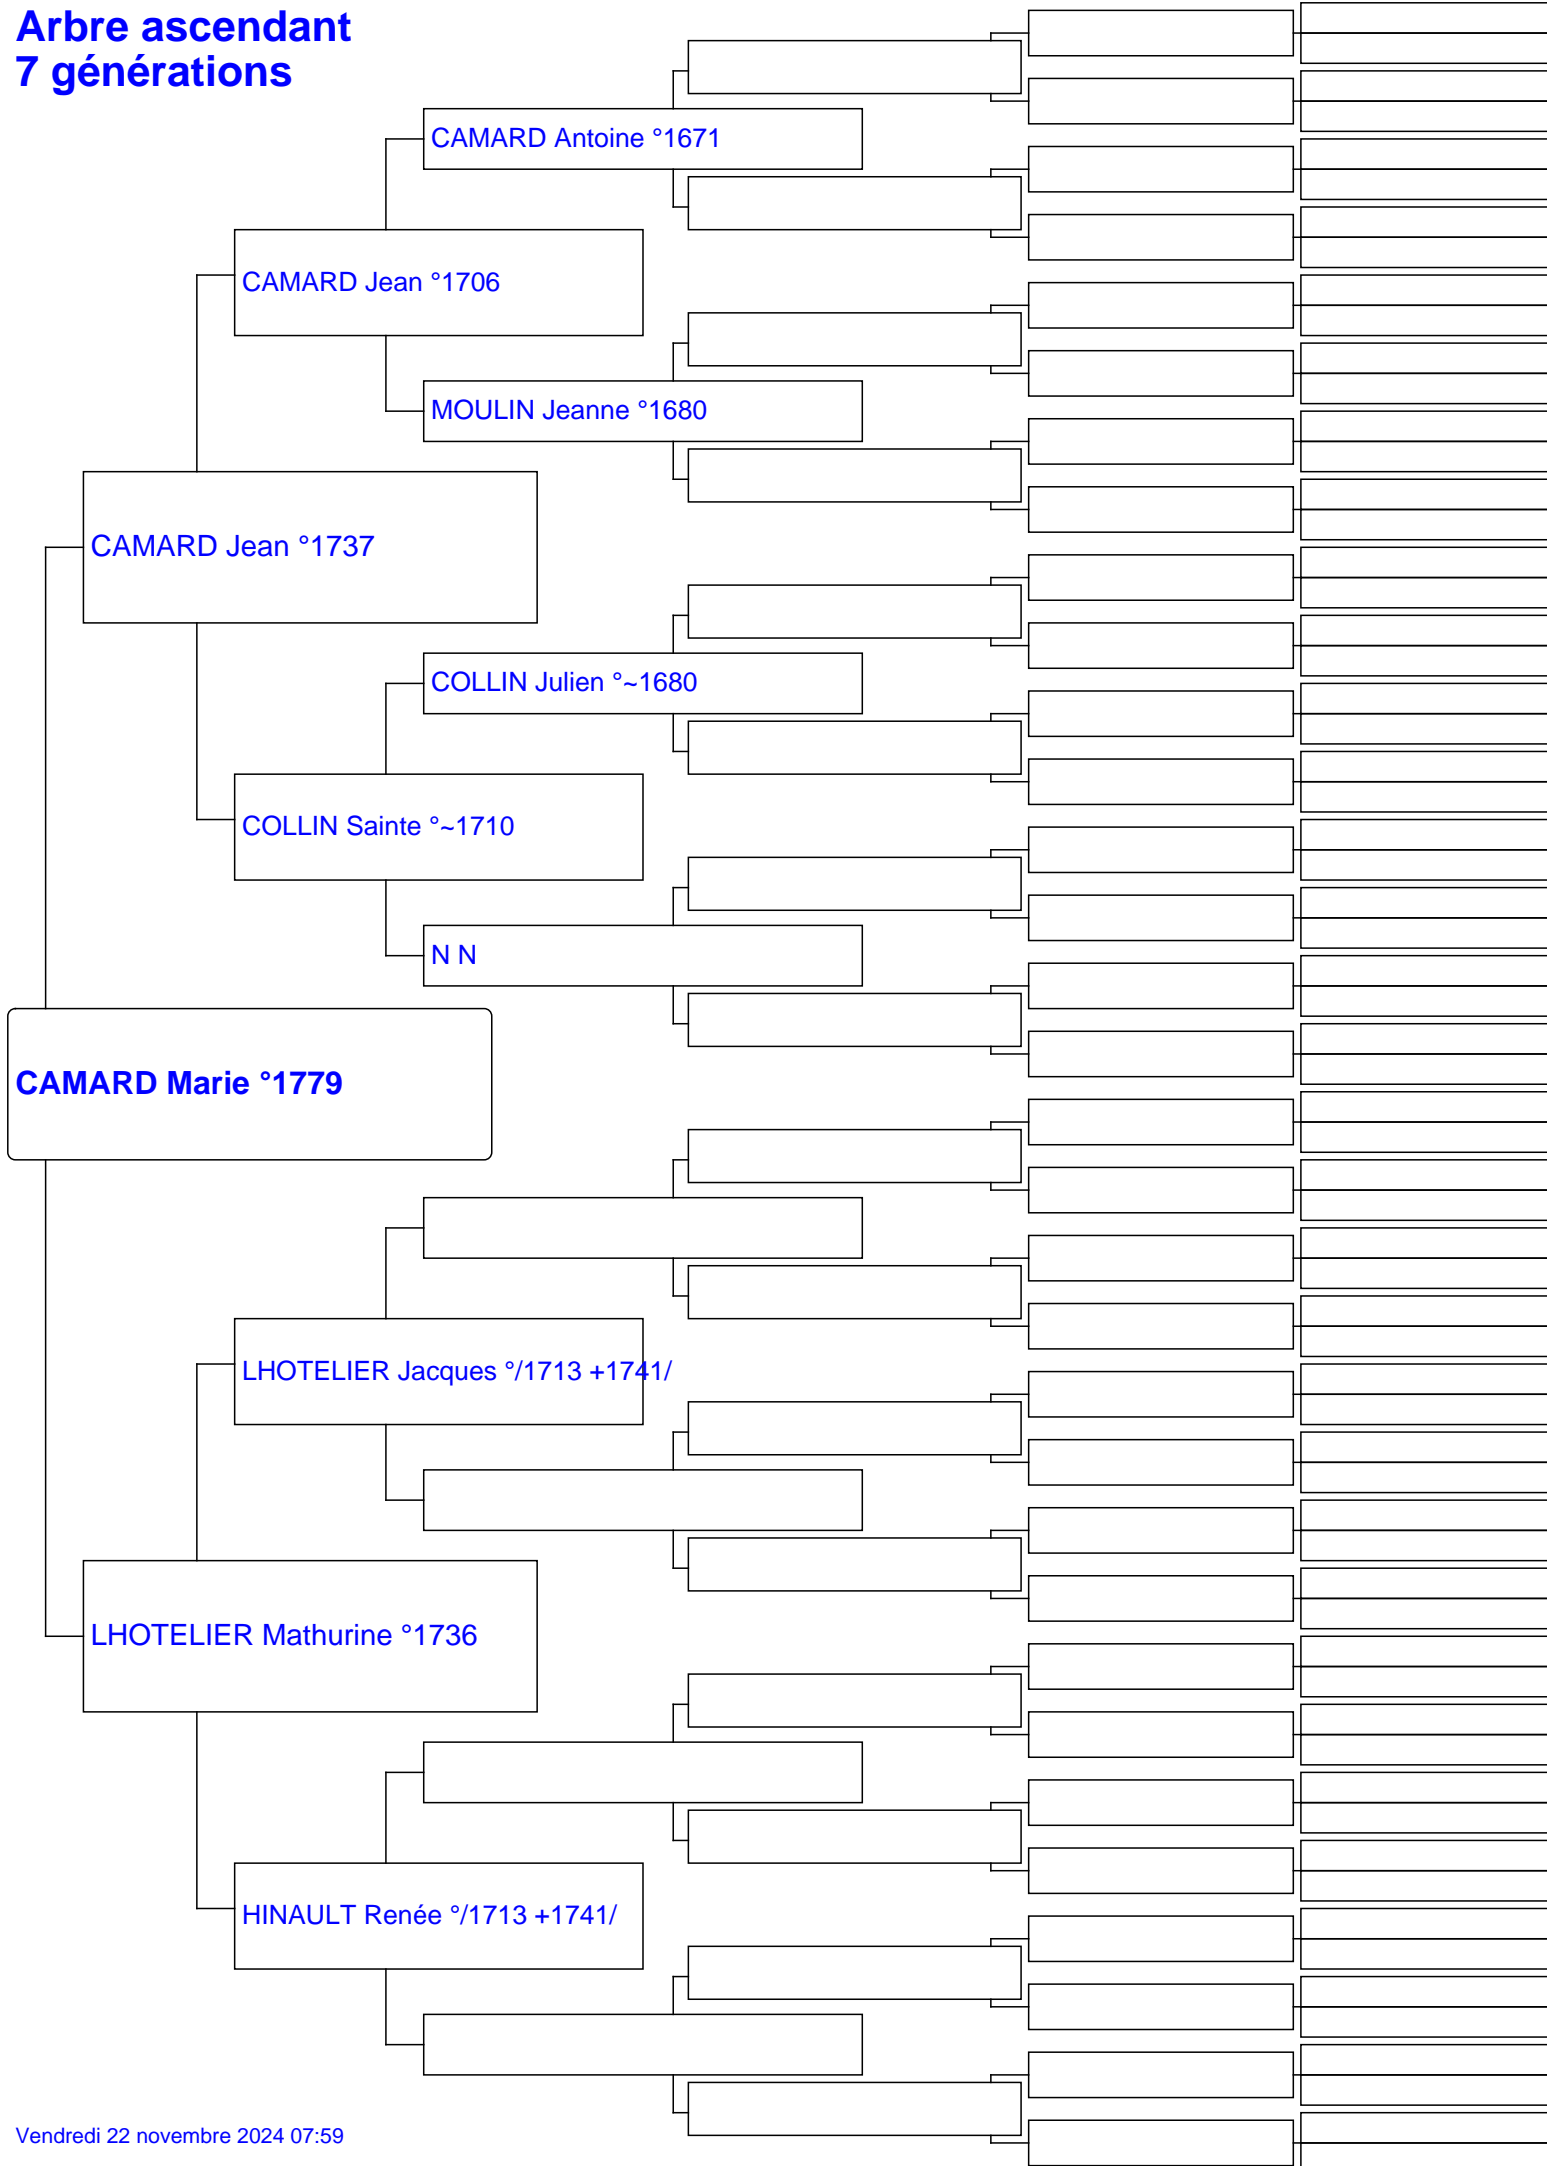 Arbre ascendant
7 générations
CAMARD Antoine °1671
CAMARD Jean °1706
MOULIN Jeanne °1680
CAMARD Jean °1737
COLLIN Julien °~1680
COLLIN Sainte °~1710
N N
CAMARD Marie °1779
LHOTELIER Jacques °/1713 +1741/
LHOTELIER Mathurine °1736
HINAULT Renée °/1713 +1741/
Vendredi 22 novembre 2024 07:59